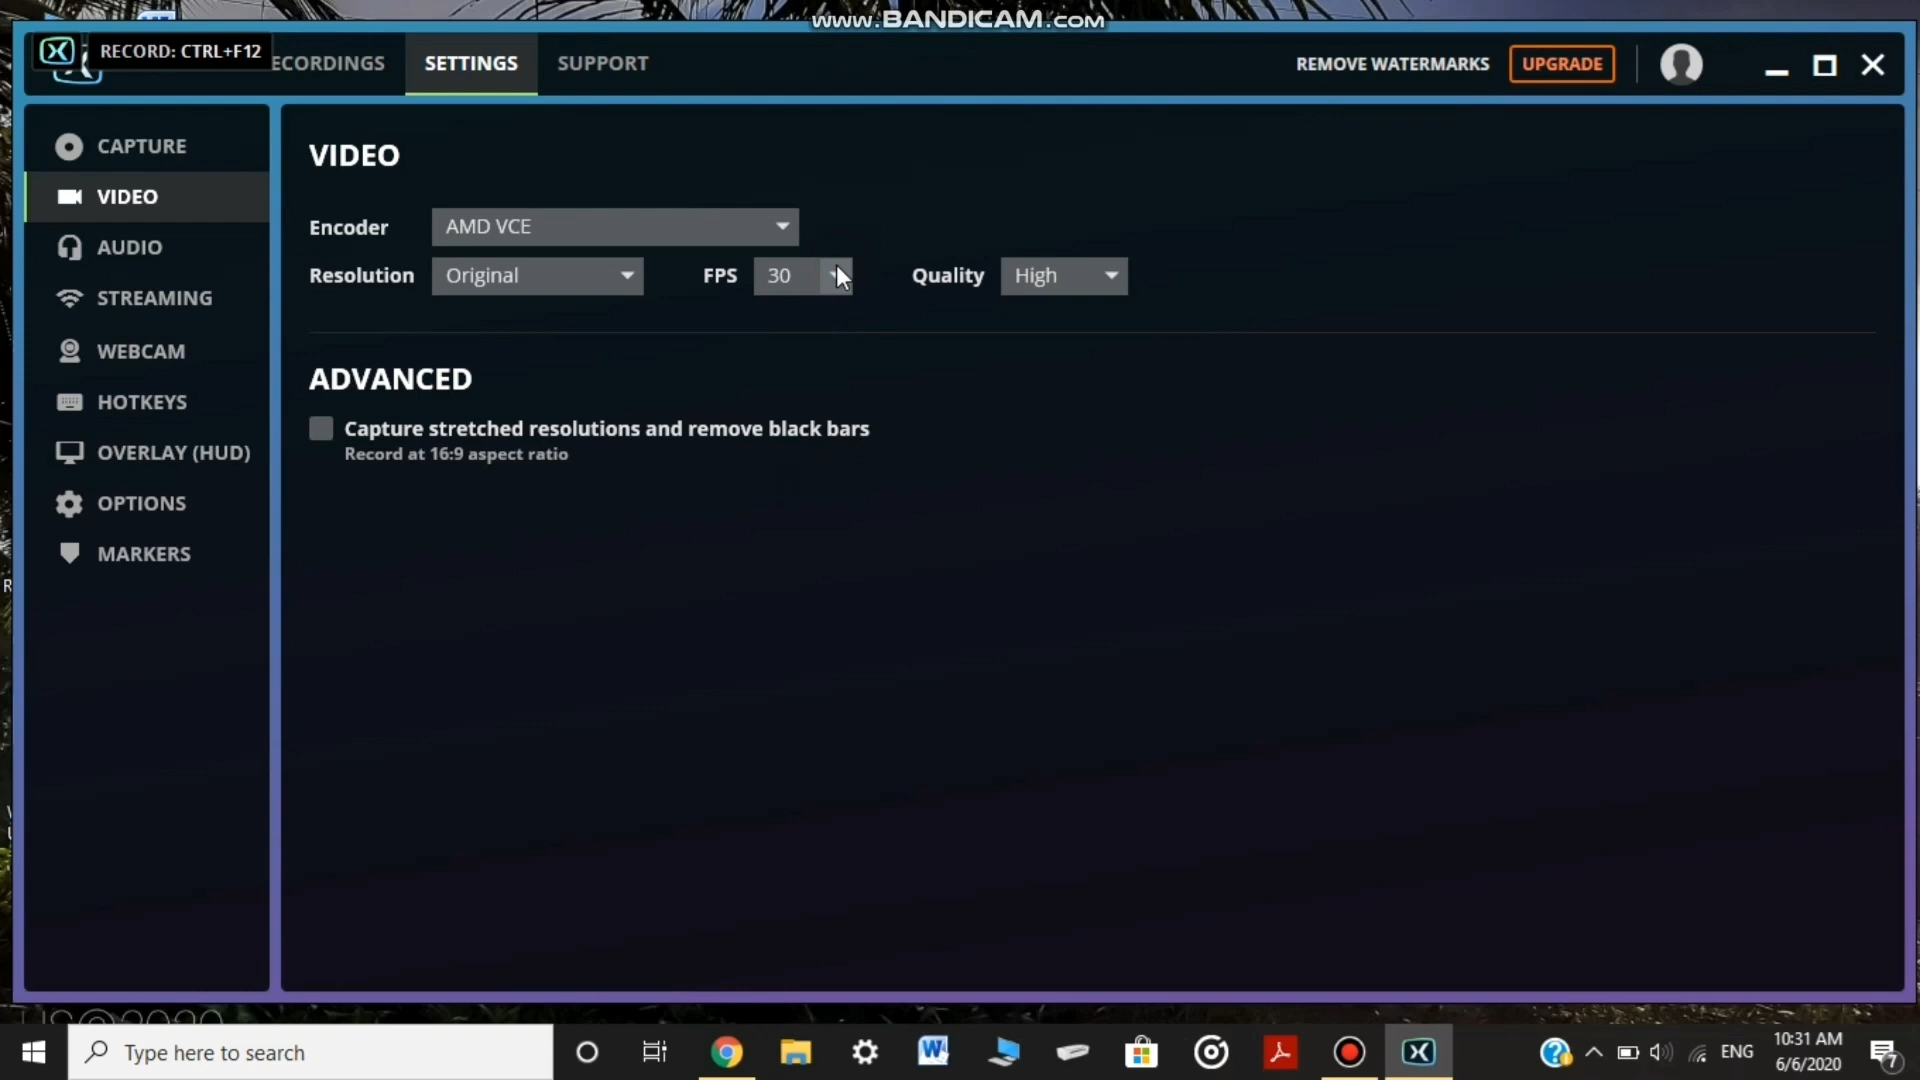 www.BANDICAM.com
RECORD: CTRL+F12
ECORDINGS
SETTINGS
SUPPORT
REMOVE WATERMARKS
UPGRADE
CAPTURE
VIDEO
AUDIO
STREAMING
WEBCAM
HOTKEYS
OVERLAY (HUD)
OPTIONS
MARKERS
VIDEO
Encoder AMD VCE
Resolution Original FPS 30 Quality High
ADVANCED
Capture stretched resolutions and remove black bars
Record at 16:9 aspect ratio
Type here to search
ENG
10:31 AM
6/6/2020
7